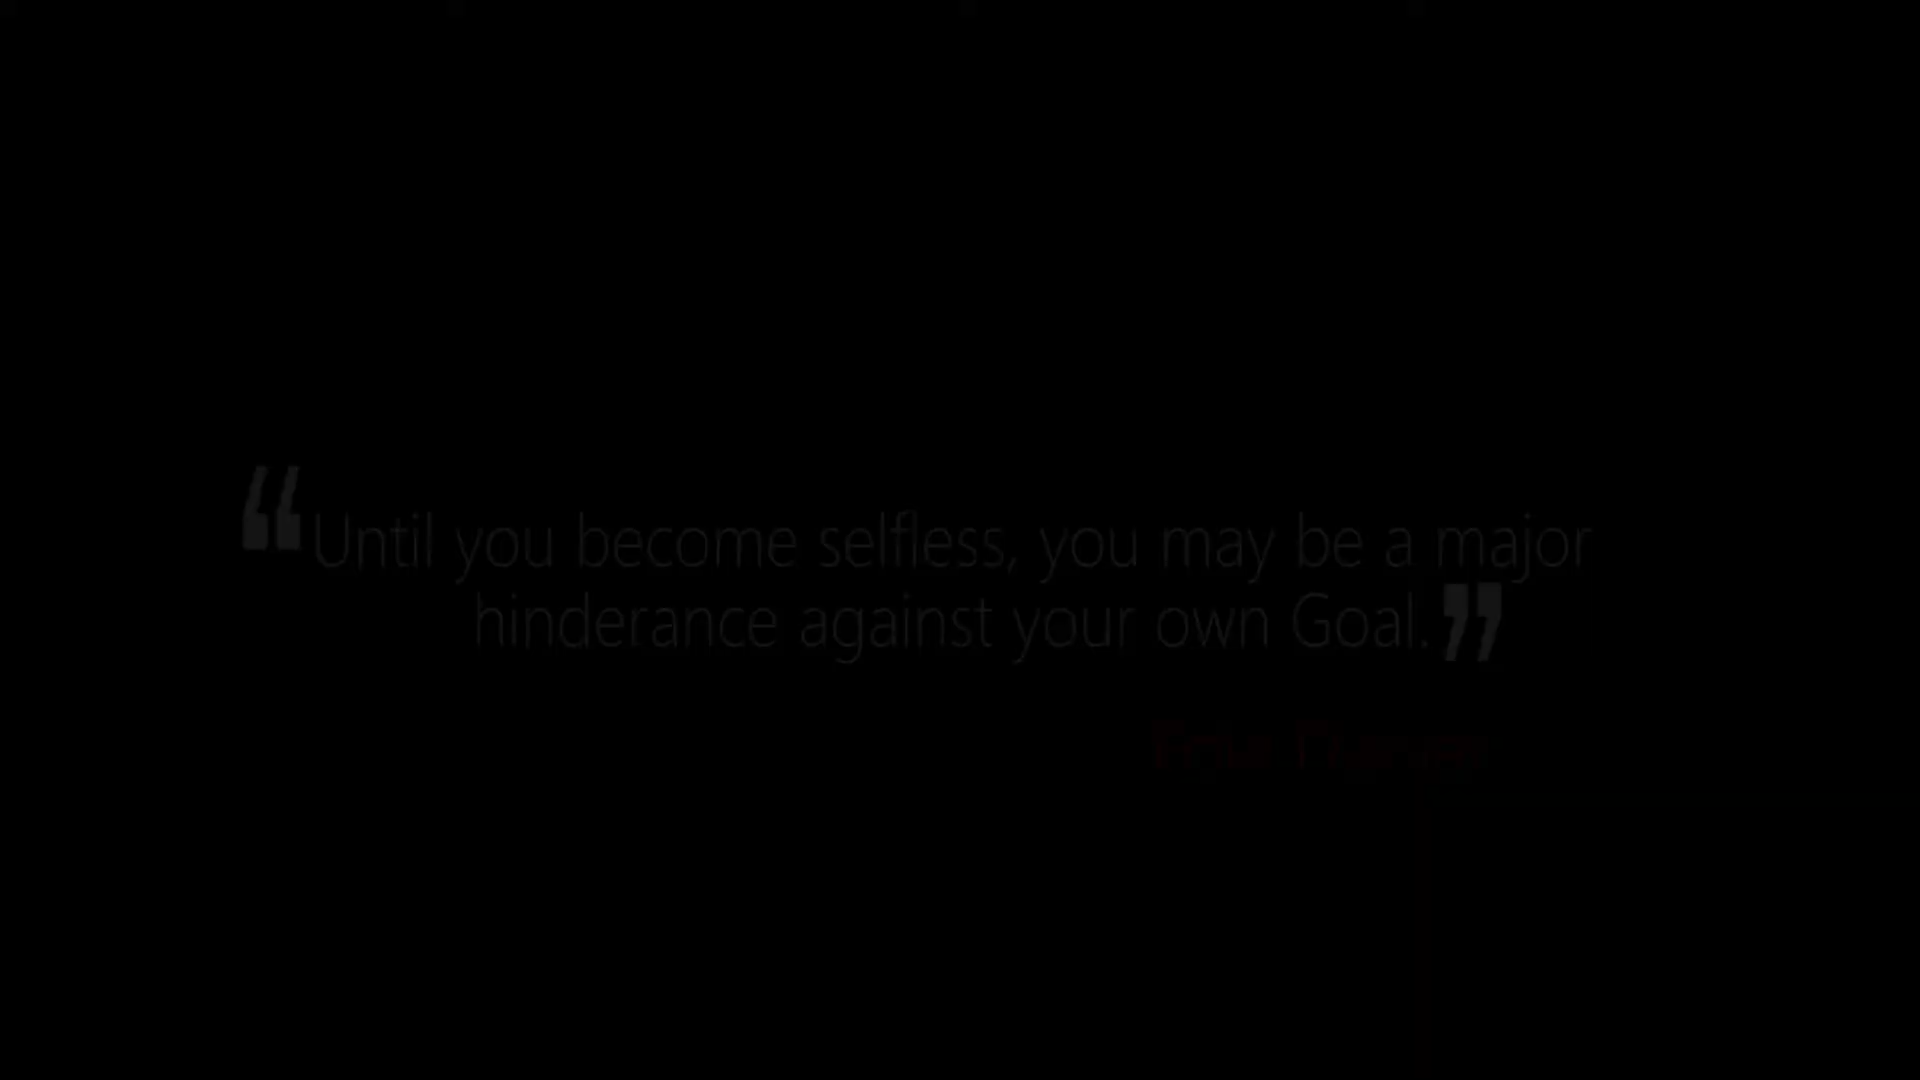 “Until you become selfless, you may be a major
hinderance against your own Goal.”